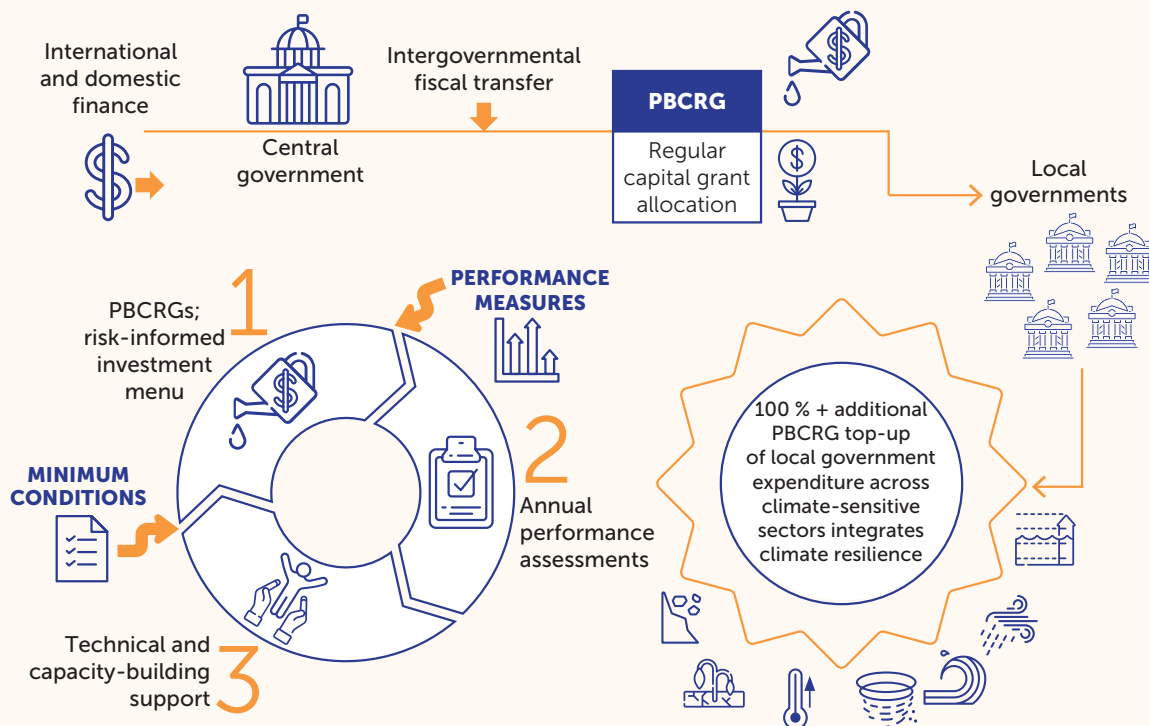 International
and domestic
finance
Central
government
Intergovernmental
fiscal transfer
PBCRG
Regular
capital grant
allocation
Local
governments
1
PBCRGs;
risk-informed
investment
menu
PERFORMANCE
MEASURES
2
Annual
performance
assessments
MINIMUM
CONDITIONS
3
Technical and
capacity-building
support
100 % + additional
PBCRG top-up
of local government
expenditure across
climate-sensitive
sectors integrates
climate resilience